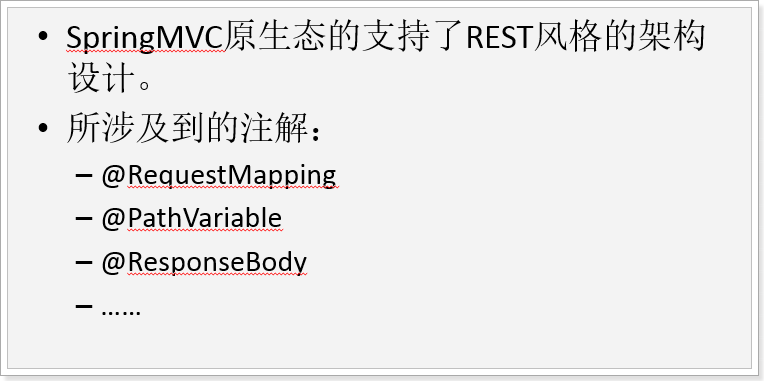 • SpringMVC原生态的支持了REST风格的架构
设计。
• 所涉及到的注解：
– @RequestMapping
– @PathVariable
– @ResponseBody
– ……